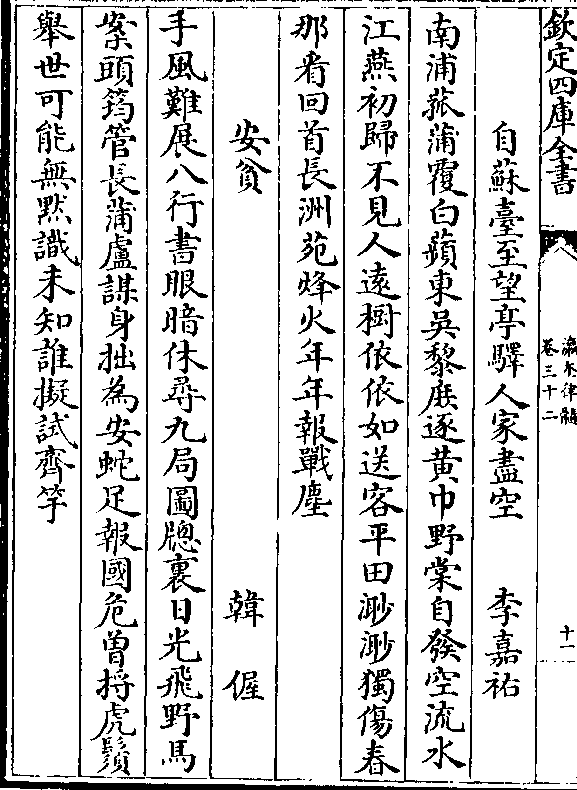 欽定四庫全書
瀛奎律髓
卷三十二
十一
自蘇臺至望亭驛人家盡空 李嘉祐
南浦菰蒲覆白蘋東吳黎庶逐黃巾野棠自發空流水
江燕初歸不見人遠樹依依如送客平田渺渺獨傷春
那看回首長洲苑烽火年年報戰塵
安貧 韓偓
手風難展八行書眼暗休尋九局圖牕裏日光飛野馬
案頭筠管長蒲盧謀身拙為安蛇足報國危曾捋虎鬚
舉世可能無黙識未知誰擬試齊竽